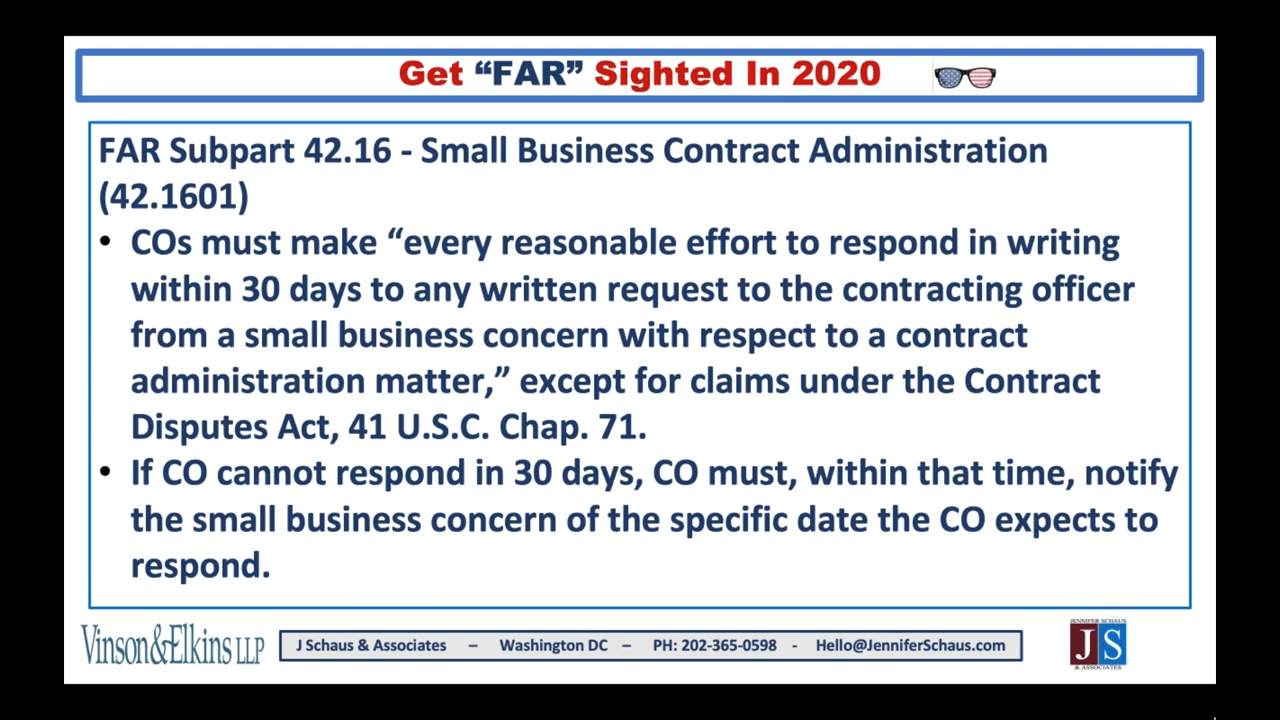 Get “FAR” Sighted In 2020
FAR Subpart 42.16 - Small Business Contract Administration
(42.1601)
• COs must make “every reasonable effort to respond in writing
within 30 days to any written request to the contracting officer
from a small business concern with respect to a contract
administration matter,” except for claims under the Contract
Disputes Act, 41 U.S.C. Chap. 71.
• If CO cannot respond in 30 days, CO must, within that time, notify
the small business concern of the specific date the CO expects to
respond.
Vinson&Elkins LLP
J Schaus & Associates – Washington DC – PH: 202-365-0598 - Hello@JenniferSchaus.com
JENNIFER SCHAUS
JS
& ASSOCIATES